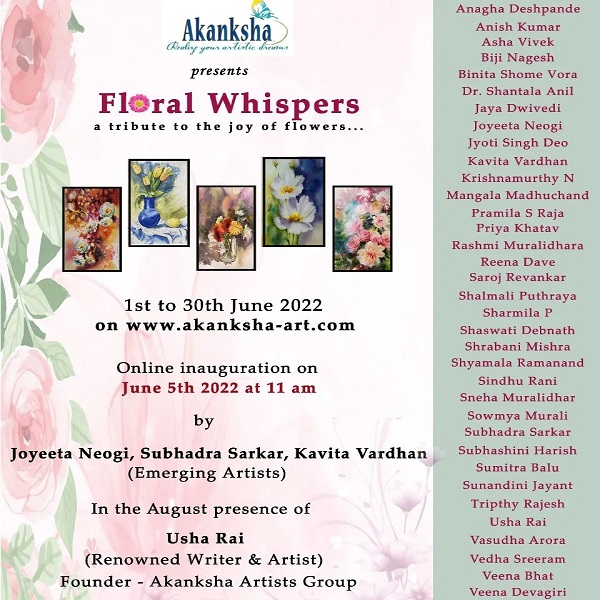 Akanksha
Realize your artistic dreams
presents
Floral Whispers
a tribute to the joy of flowers...
1st to 30th June 2022
on www.akanksha-art.com
Online inauguration on
June 5th 2022 at 11 am
by
Joyeeta Neogi, Subhadra Sarkar, Kavita Vardhan
(Emerging Artists)
In the August presence of
Usha Rai
(Renowned Writer & Artist)
Founder - Akanksha Artists Group
Anagha Deshpande
Anish Kumar
Asha Vivek
Biji Nagesh
Binita Shome Vora
Dr. Shantala Anil
Jaya Dwivedi
Joyeeta Neogi
Jyoti Singh Deo
Kavita Vardhan
Krishnamurthy N
Mangala Madhuchand
Pramila S Raja
Priya Khatav
Rashmi Muralidhara
Reena Dave
Saroj Revankar
Shalmali Puthraya
Sharmila P
Shaswati Debnath
Shrabani Mishra
Shyamala Ramanand
Sindhu Rani
Sneha Muralidhar
Sowmya Murali
Subhadra Sarkar
Subhashini Harish
Sumitra Balu
Sunandini Jayant
Tripthy Rajesh
Usha Rai
Vasudha Arora
Vedha Sreeram
Veena Bhat
Veena Devagiri